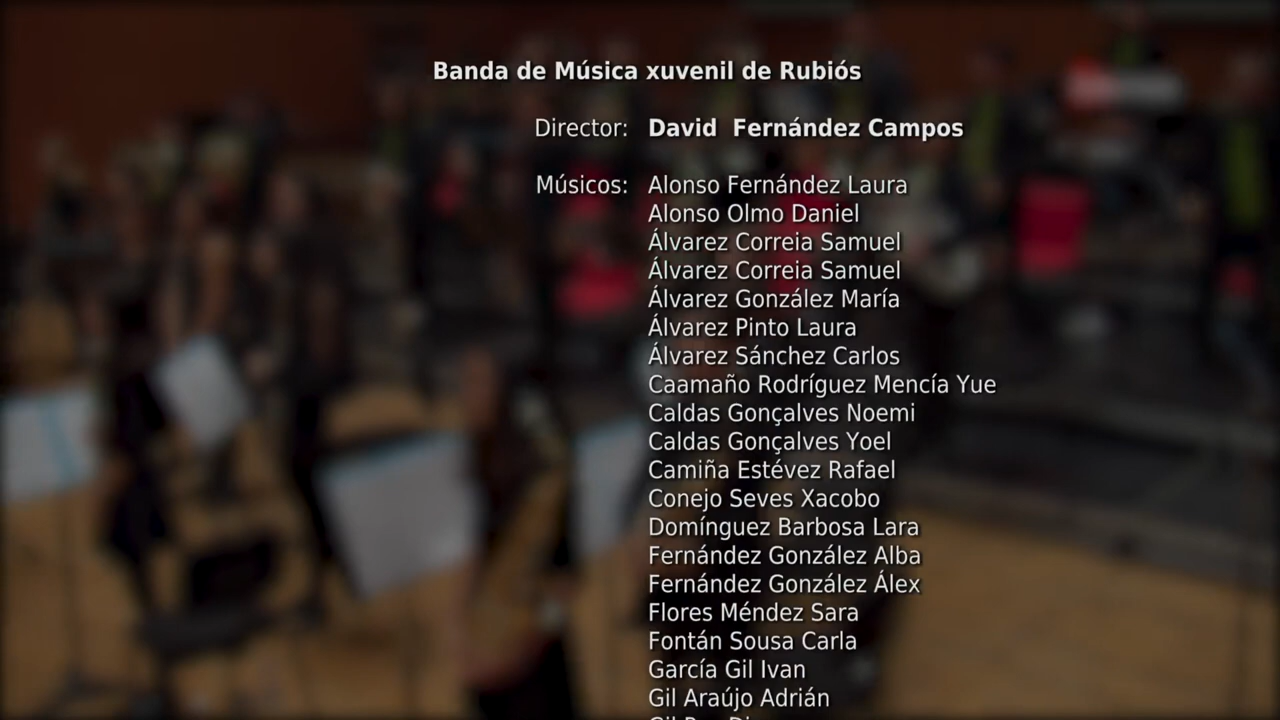 Banda de Música xuvenil de Rubiós
Director: David Fernández Campos
Músicos: Alonso Fernández Laura
Alonso Olmo Daniel
Álvarez Correia Samuel
Álvarez Correia Samuel
Álvarez González María
Álvarez Pinto Laura
Álvarez Sánchez Carlos
Caamaño Rodríguez Mencía Yue
Caldas Gonçalves Noemi
Caldas Gonçalves Yoel
Camiña Estévez Rafael
Conejo Seves Xacobo
Domínguez Barbosa Lara
Fernández González Alba
Fernández González Álex
Flores Méndez Sara
Fontán Sousa Carla
García Gil Ivan
Gil Araújo Adrián